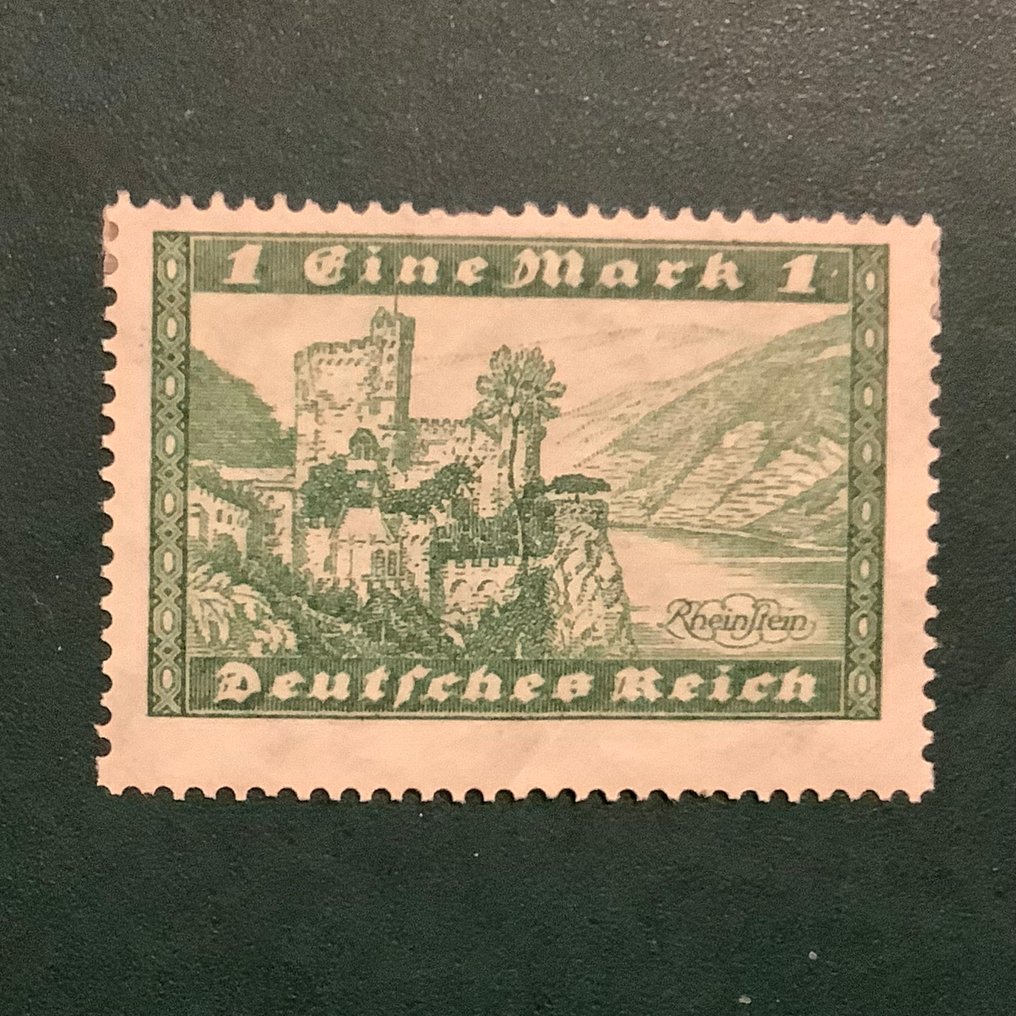 1 Eine Mark 1
Rheinstein
Deutsches Reich